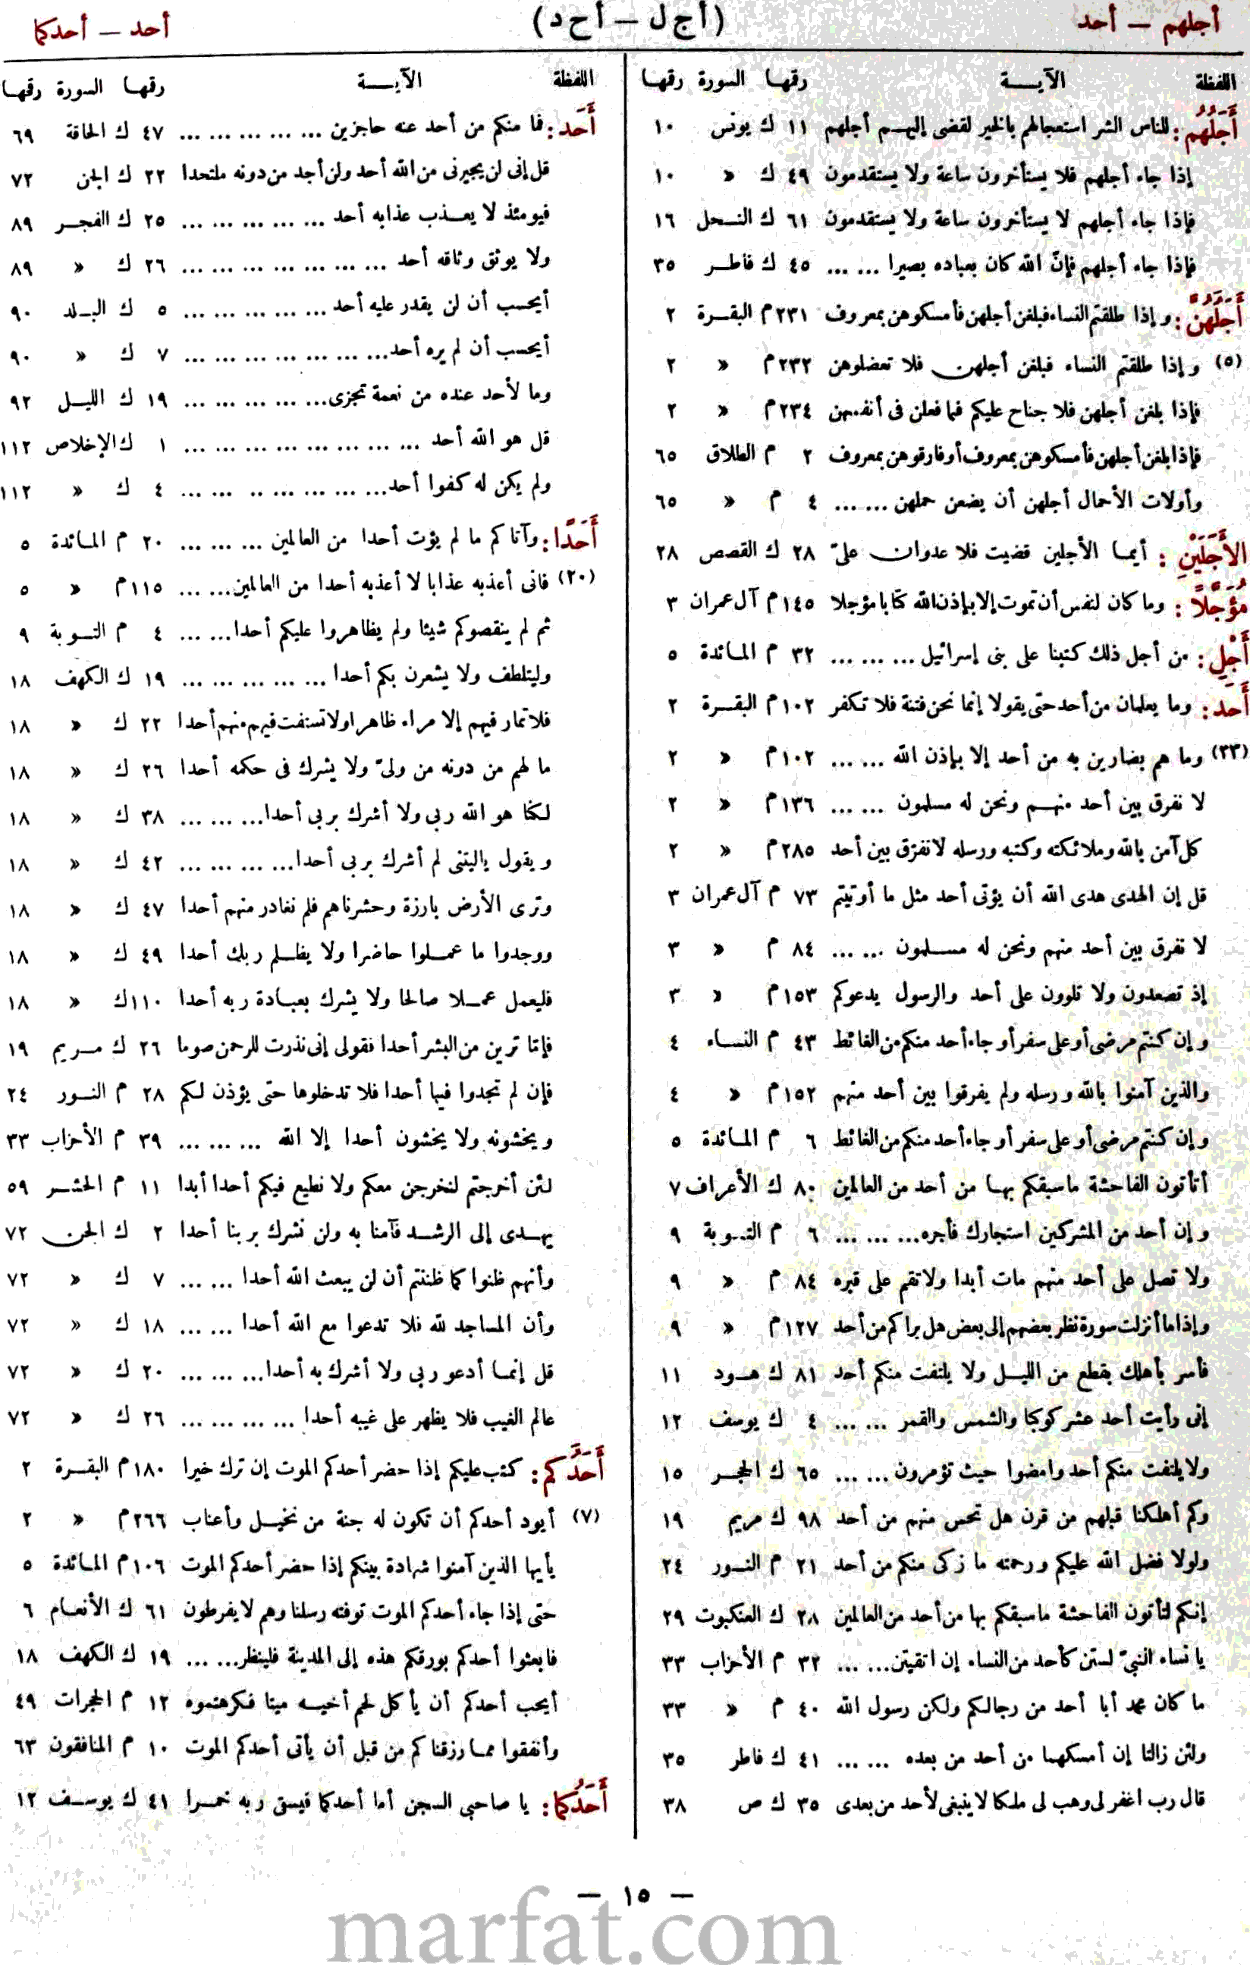 أجلهم — أحد
(أج ل – أح د)
أحد — أحدكما
اللفظة الآيــــة رقمها السورة رقمها
أَجَلُهُمْ : للناس الشر استعجالهم بالخير لقضى إليهم أجلهم ١١ ك يونس ١٠
إذا جاء أجلهم فلا يستأخرون ساعة ولا يستقدمون ٤٩ ك » ١٠
فإذا جاء أجلهم لا يستأخرون ساعة ولا يستقدمون ٦١ ك النحل ١٦
فإذا جاء أجلهم فإنّ الله كان بعباده بصيرا ... ... ٤٥ ك فاطر ٣٥
أَجَلَهُنَّ : وإذا طلقتم النساء فبلغن أجلهن فأمسكوهن بمعروف ٢٣١ م البقرة ٢
(٥) وإذا طلقتم النساء فبلغن أجلهن فلا تعضلوهن ٢٣٢ م » ٢
فإذا بلغن أجلهن فلا جناح عليكم فيما فعلن فى أنفسهن ٢٣٤ م » ٢
فإذا بلغن أجلهن فأمسكوهن بمعروف أو فارقوهن بمعروف ٢ م الطلاق ٦٥
وأولات الأحمال أجلهن أن يضعن حملهن ... ... ٤ م » ٦٥
الأَجَلَيْنِ : أيما الأجلين قضيت فلا عدوان علىّ ٢٨ ك القصص ٢٨
مُؤَجَّلاً : وما كان لنفس أن تموت إلا بإذن الله كتابا مؤجلا ١٤٥ م آل عمران ٣
أَجْلِ : من أجل ذلك كتبنا على بنى إسرائيل ... ... ... ٣٢ م المائدة ٥
أَحَد : وما يعلمان من أحد حتى يقولا إنما نحن فتنة فلا تكفر ١٠٢ م البقرة ٢
(٣٣) وما هم بضارين به من أحد إلا بإذن الله ... ... ١٠٢ م » ٢
لا نفرق بين أحد منهم ونحن له مسلمون ... ... ١٣٦ م » ٢
كل آمن بالله وملائكته وكتبه ورسله لا نفرق بين أحد ٢٨٥ م » ٢
قل إن الهدى هدى الله أن يؤتى أحد مثل ما أوتيتم ٧٣ م آل عمران ٣
لا نفرق بين أحد منهم ونحن له مسلمون ... ... ٨٤ م » ٣
إذ تصعدون ولا تلوون على أحد والرسول يدعوكم ١٥٣ م » ٣
وإن كنتم مرضى أو على سفر أو جاء أحد منكم من الغائط ٤٣ م النساء ٤
والذين آمنوا بالله ورسله ولم يفرقوا بين أحد منهم ١٥٢ م » ٤
وإن كنتم مرضى أو على سفر أو جاء أحد منكم من الغائط ٦ م المائدة ٥
أتأتون الفاحشة ما سبقكم بها من أحد من العالمين ٨٠ ك الأعراف ٧
وإن أحد من المشركين استجارك فأجره ... ... ... ٦ م التوبة ٩
ولا تصل على أحد منهم مات أبدا ولا تقم على قبره ٨٤ م » ٩
وإذا ما أنزلت سورة نظر بعضهم إلى بعض هل يراكم من أحد ١٢٧ م » ٩
فأسر بأهلك بقطع من الليل ولا يلتفت منكم أحد ٨١ ك هود ١١
إنى رأيت أحد عشر كوكبا والشمس والقمر ... ... ٤ ك يوسف ١٢
ولا يلتفت منكم أحد وامضوا حيث تؤمرون ... ... ٦٥ ك الحجر ١٥
وكم أهلكنا قبلهم من قرن هل تحس منهم من أحد ٩٨ ك مريم ١٩
ولولا فضل الله عليكم ورحمته ما زكى منكم من أحد ٢١ م النور ٢٤
إنكم لتأتون الفاحشة ما سبقكم بها من أحد من العالمين ٢٨ ك العنكبوت ٢٩
يا نساء النبىّ لستن كأحد من النساء إن اتقيتن ... ... ٣٢ م الأحزاب ٣٣
ما كان محمد أبا أحد من رجالكم ولكن رسول الله ٤٠ م » ٣٣
ولئن زالتا إن أمسكهما من أحد من بعده ... ... ٤١ ك فاطر ٣٥
قال رب اغفر لى وهب لى ملكا لا ينبغى لأحد من بعدى ٣٥ ك ص ٣٨
اللفظة الآيــــة رقمها السورة رقمها
أَحَد : فما منكم من أحد عنه حاجزين ... ... ... ... ... ٤٧ ك الحاقة ٦٩
قل إنى لن يجيرنى من الله أحد ولن أجد من دونه ملتحدا ٢٢ ك الجن ٧٢
فيومئذ لا يعذب عذابه أحد ... ... ... ... ... ٢٥ ك الفجر ٨٩
ولا يوثق وثاقه أحد ... ... ... ... ... ... ... ٢٦ ك » ٨٩
أيحسب أن لن يقدر عليه أحد ... ... ... ... ... ٥ ك البلد ٩٠
أيحسب أن لم يره أحد ... ... ... ... ... ... ... ٧ ك » ٩٠
وما لأحد عنده من نعمة تجزى ... ... ... ... ... ١٩ ك الليل ٩٢
قل هو الله أحد ... ... ... ... ... ... ... ... ١ ك الإخلاص ١١٢
ولم يكن له كفوا أحد ... ... ... ... .. ... ... ٤ ك » ١١٢
أَحَدًا : وآتاكم ما لم يؤت أحدا من العالمين ... ... ... ٢٠ م المائدة ٥
(٢٠) فإنى أعذبه عذابا لا أعذبه أحدا من العالمين ... ... ١١٥ م » ٥
ثم لم ينقصوكم شيئا ولم يظاهروا عليكم أحدا ... ... ٤ م التوبة ٩
وليتلطف ولا يشعرن بكم أحدا ... ... ... ... ... ١٩ ك الكهف ١٨
فلا تمار فيهم إلا مراء ظاهرا ولا تستفت فيهم منهم أحدا ٢٢ ك » ١٨
ما لهم من دونه من ولىّ ولا يشرك فى حكمه أحدا ٢٦ ك » ١٨
لكنا هو الله ربى ولا أشرك بربى أحدا ... ... ... ٣٨ ك » ١٨
ويقول ياليتنى لم أشرك بربى أحدا ... ... ... ... ٤٢ ك » ١٨
وترى الأرض بارزة وحشرناهم فلم نغادر منهم أحدا ٤٧ ك » ١٨
ووجدوا ما عملوا حاضرا ولا يظلم ربك أحدا ٤٩ ك » ١٨
فليعمل عملا صالحا ولا يشرك بعبادة ربه أحدا ١١٠ ك » ١٨
فإمّا ترين من البشر أحدا فقولى إنى نذرت للرحمن صوما ٢٦ ك مريم ١٩
فإن لم تجدوا فيها أحدا فلا تدخلوها حتى يؤذن لكم ٢٨ م النور ٢٤
ويخشونه ولا يخشون أحدا إلا الله ... ... ... ٣٩ م الأحزاب ٣٣
لئن أخرجتم لنخرجن معكم ولا نطيع فيكم أحدا أبدا ١١ م الحشر ٥٩
يهدى إلى الرشد فآمنا به ولن نشرك بربنا أحدا ٢ ك الجن ٧٢
وأنهم ظنوا كما ظننتم أن لن يبعث الله أحدا ... ... ٧ ك » ٧٢
وأن المساجد لله فلا تدعوا مع الله أحدا ... ... ١٨ ك » ٧٢
قل إنما أدعو ربى ولا أشرك به أحدا ... ... ... ٢٠ ك » ٧٢
عالم الغيب فلا يظهر على غيبه أحدا ... ... ... ... ٢٦ ك » ٧٢
أَحَدَكُم : كتب عليكم إذا حضر أحدكم الموت إن ترك خيرا ١٨٠ م البقرة ٢
(٧) أيود أحدكم أن تكون له جنة من نخيل وأعناب ٢٦٦ م » ٢
يأيها الذين آمنوا شهادة بينكم إذا حضر أحدكم الموت ١٠٦ م المائدة ٥
حتى إذا جاء أحدكم الموت توفته رسلنا وهم لا يفرطون ٦١ ك الأنعام ٦
فابعثوا أحدكم بورقكم هذه إلى المدينة فلينظر ... ... ١٩ ك الكهف ١٨
أيحب أحدكم أن يأكل لحم أخيه ميتا فكرهتموه ١٢ م الحجرات ٤٩
وأنفقوا مما رزقناكم من قبل أن يأتى أحدكم الموت ١٠ م المنافقون ٦٣
أَحَدُكُمَا : يا صاحبى السجن أما أحدكما فيسقى ربه خمرا ٤١ ك يوسف ١٢
— ١٥ —
marfat.com